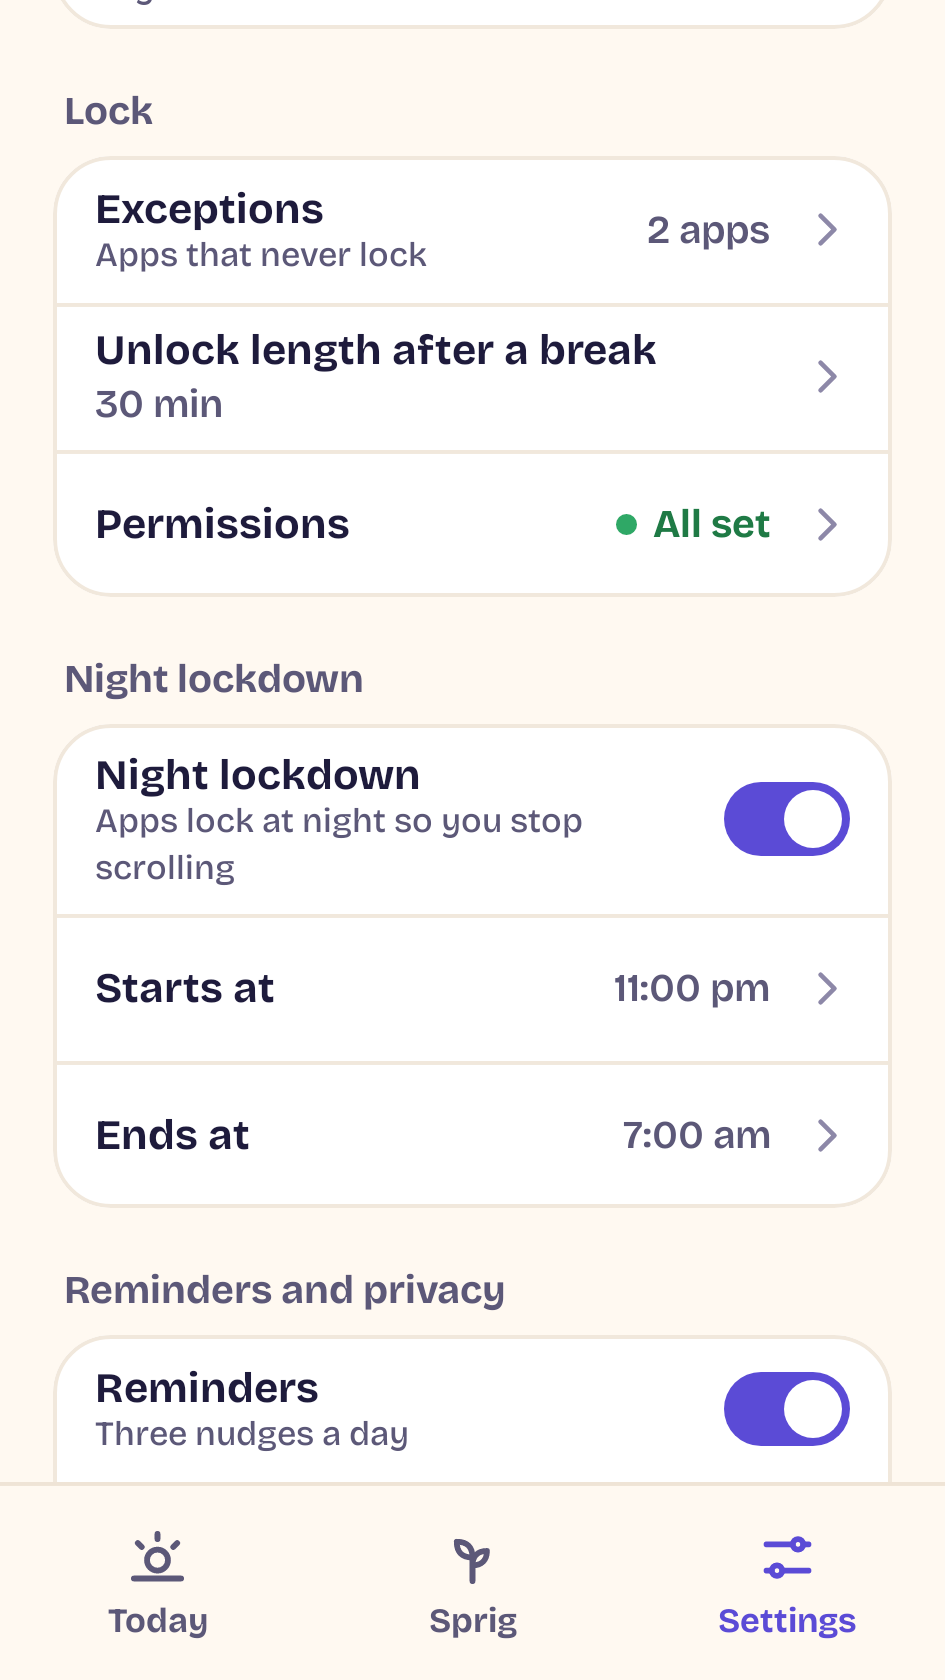 Lock
Exceptions
Apps that never lock
2 apps
Unlock length after a break
30 min
Permissions
All set
Night lockdown
Night lockdown
Apps lock at night so you stop
scrolling
Starts at
11:00 pm
Ends at
7:00 am
Reminders and privacy
Reminders
Three nudges a day
Today
Sprig
Settings